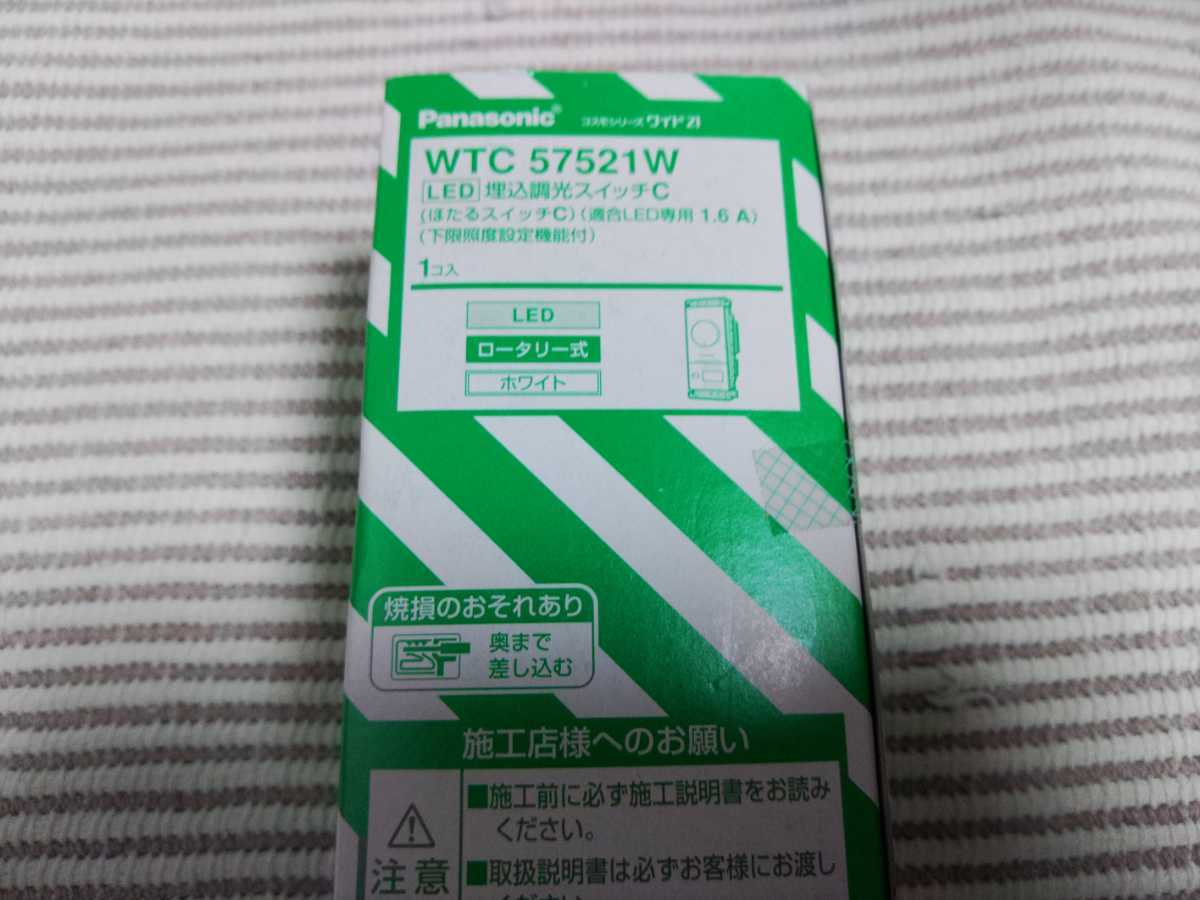 Panasonic® コスモシリーズ ワイド21
WTC 57521W
LED 埋込調光スイッチC
(ほたるスイッチC)(適合LED専用 1.6 A)
(下限照度設定機能付)
1コ入
LED
ロータリー式
ホワイト
焼損のおそれあり
奥まで
差し込む
施工店様へのお願い
注意
■施工前に必ず施工説明書をお読み
ください。
■取扱説明書は必ずお客様にお渡し
ください。